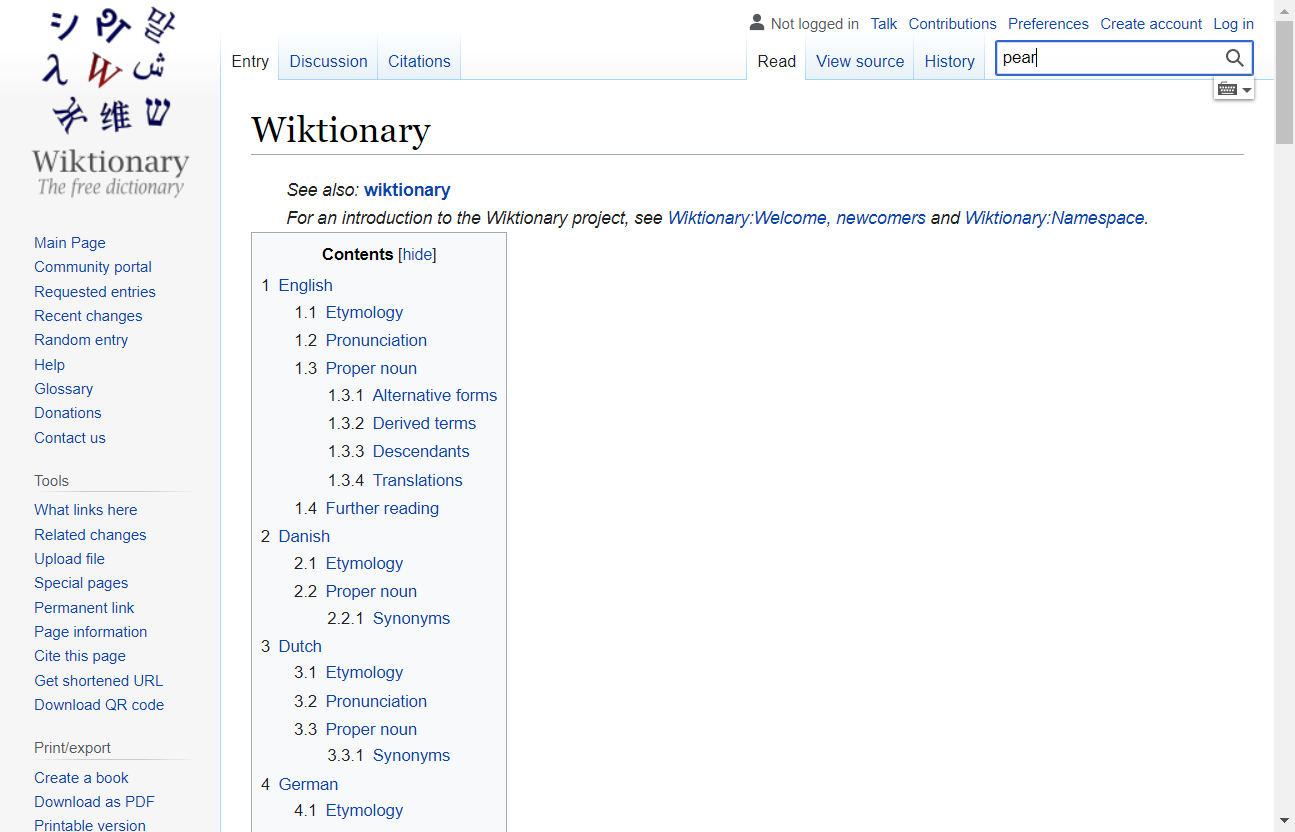 シ
வி
말
λ
W
ش
维
ש
Wiktionary
The free dictionary
Not logged in Talk Contributions Preferences Create account Log in
Entry Discussion Citations Read View source History pear
Wiktionary
See also: wiktionary
For an introduction to the Wiktionary project, see Wiktionary:Welcome, newcomers and Wiktionary:Namespace.
Contents [hide]
1 English
1.1 Etymology
1.2 Pronunciation
1.3 Proper noun
1.3.1 Alternative forms
1.3.2 Derived terms
1.3.3 Descendants
1.3.4 Translations
1.4 Further reading
2 Danish
2.1 Etymology
2.2 Proper noun
2.2.1 Synonyms
3 Dutch
3.1 Etymology
3.2 Pronunciation
3.3 Proper noun
3.3.1 Synonyms
4 German
4.1 Etymology
Main Page
Community portal
Requested entries
Recent changes
Random entry
Help
Glossary
Donations
Contact us
Tools
What links here
Related changes
Upload file
Special pages
Permanent link
Page information
Cite this page
Get shortened URL
Download QR code
Print/export
Create a book
Download as PDF
Printable version